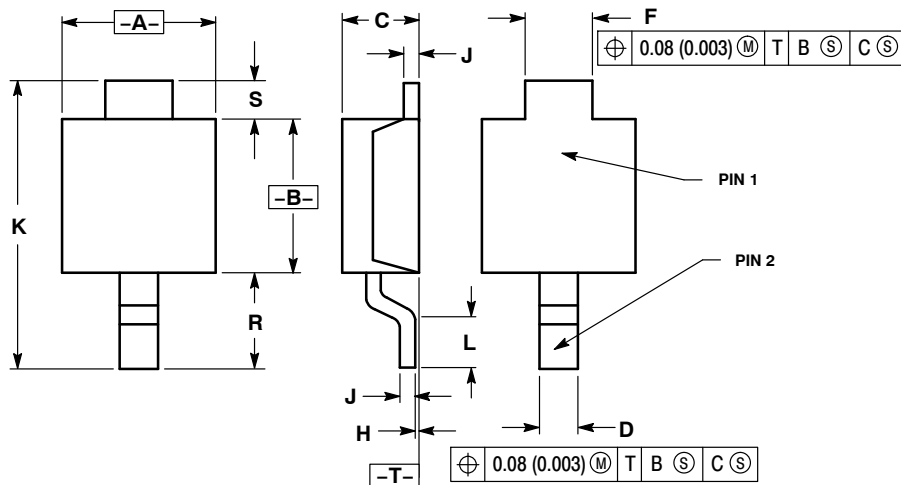 –A–
C
F
⌖ 0.08 (0.003) Ⓜ T B Ⓢ C Ⓢ
J
S
K
–B–
PIN 1
PIN 2
R
L
J
H
D
–T–
⌖ 0.08 (0.003) Ⓜ T B Ⓢ C Ⓢ